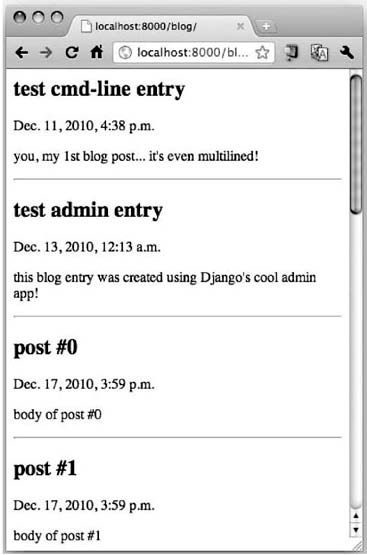 localhost:8000/blog/
localhost:8000/bl...
test cmd-line entry
Dec. 11, 2010, 4:38 p.m.
you, my 1st blog post... it's even multilined!
test admin entry
Dec. 13, 2010, 12:13 a.m.
this blog entry was created using Django's cool admin
app!
post #0
Dec. 17, 2010, 3:59 p.m.
body of post #0
post #1
Dec. 17, 2010, 3:59 p.m.
body of post #1